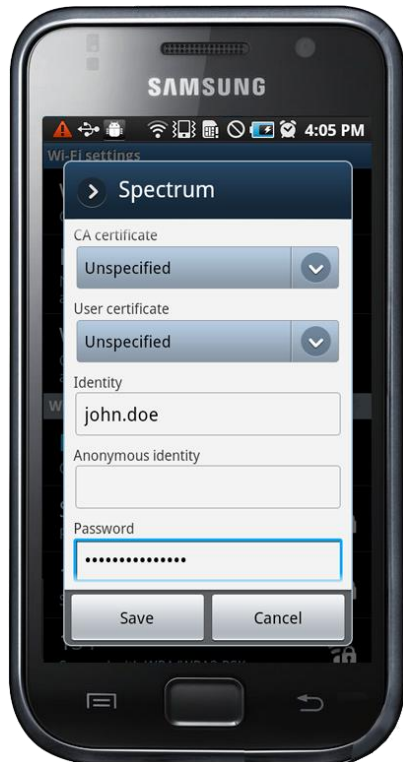 SAMSUNG
4:05 PM
Wi-Fi settings
Spectrum
CA certificate
Unspecified
User certificate
Unspecified
Identity
john.doe
Anonymous identity
Password
•••••••••••••••
Save
Cancel